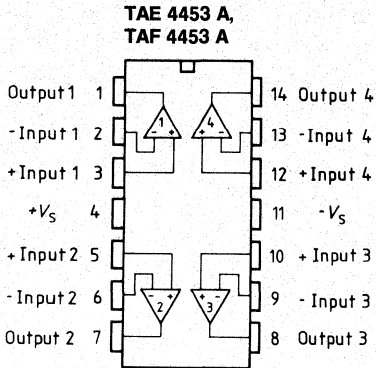 TAE 4453 A,
TAF 4453 A
Output 1 1 14 Output 4
-Input 1 2 13 -Input 4
+Input 1 3 12 +Input 4
+VS 4 11 -VS
+Input 2 5 10 +Input 3
-Input 2 6 9 -Input 3
Output 2 7 8 Output 3
1 4
- + + -
- + + -
2 3